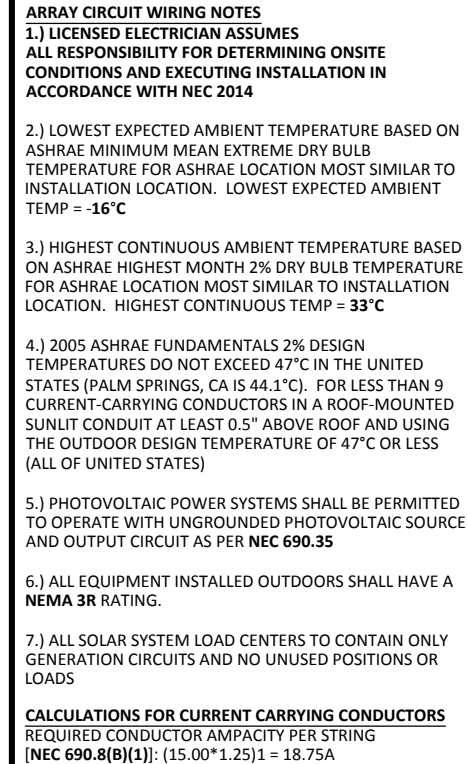 ARRAY CIRCUIT WIRING NOTES
1.) LICENSED ELECTRICIAN ASSUMES
ALL RESPONSIBILITY FOR DETERMINING ONSITE
CONDITIONS AND EXECUTING INSTALLATION IN
ACCORDANCE WITH NEC 2014
2.) LOWEST EXPECTED AMBIENT TEMPERATURE BASED ON
ASHRAE MINIMUM MEAN EXTREME DRY BULB
TEMPERATURE FOR ASHRAE LOCATION MOST SIMILAR TO
INSTALLATION LOCATION. LOWEST EXPECTED AMBIENT
TEMP = -16°C
3.) HIGHEST CONTINUOUS AMBIENT TEMPERATURE BASED
ON ASHRAE HIGHEST MONTH 2% DRY BULB TEMPERATURE
FOR ASHRAE LOCATION MOST SIMILAR TO INSTALLATION
LOCATION. HIGHEST CONTINUOUS TEMP = 33°C
4.) 2005 ASHRAE FUNDAMENTALS 2% DESIGN
TEMPERATURES DO NOT EXCEED 47°C IN THE UNITED
STATES (PALM SPRINGS, CA IS 44.1°C). FOR LESS THAN 9
CURRENT-CARRYING CONDUCTORS IN A ROOF-MOUNTED
SUNLIT CONDUIT AT LEAST 0.5" ABOVE ROOF AND USING
THE OUTDOOR DESIGN TEMPERATURE OF 47°C OR LESS
(ALL OF UNITED STATES)
5.) PHOTOVOLTAIC POWER SYSTEMS SHALL BE PERMITTED
TO OPERATE WITH UNGROUNDED PHOTOVOLTAIC SOURCE
AND OUTPUT CIRCUIT AS PER NEC 690.35
6.) ALL EQUIPMENT INSTALLED OUTDOORS SHALL HAVE A
NEMA 3R RATING.
7.) ALL SOLAR SYSTEM LOAD CENTERS TO CONTAIN ONLY
GENERATION CIRCUITS AND NO UNUSED POSITIONS OR
LOADS
CALCULATIONS FOR CURRENT CARRYING CONDUCTORS
REQUIRED CONDUCTOR AMPACITY PER STRING
[NEC 690.8(B)(1)]: (15.00*1.25)1 = 18.75A